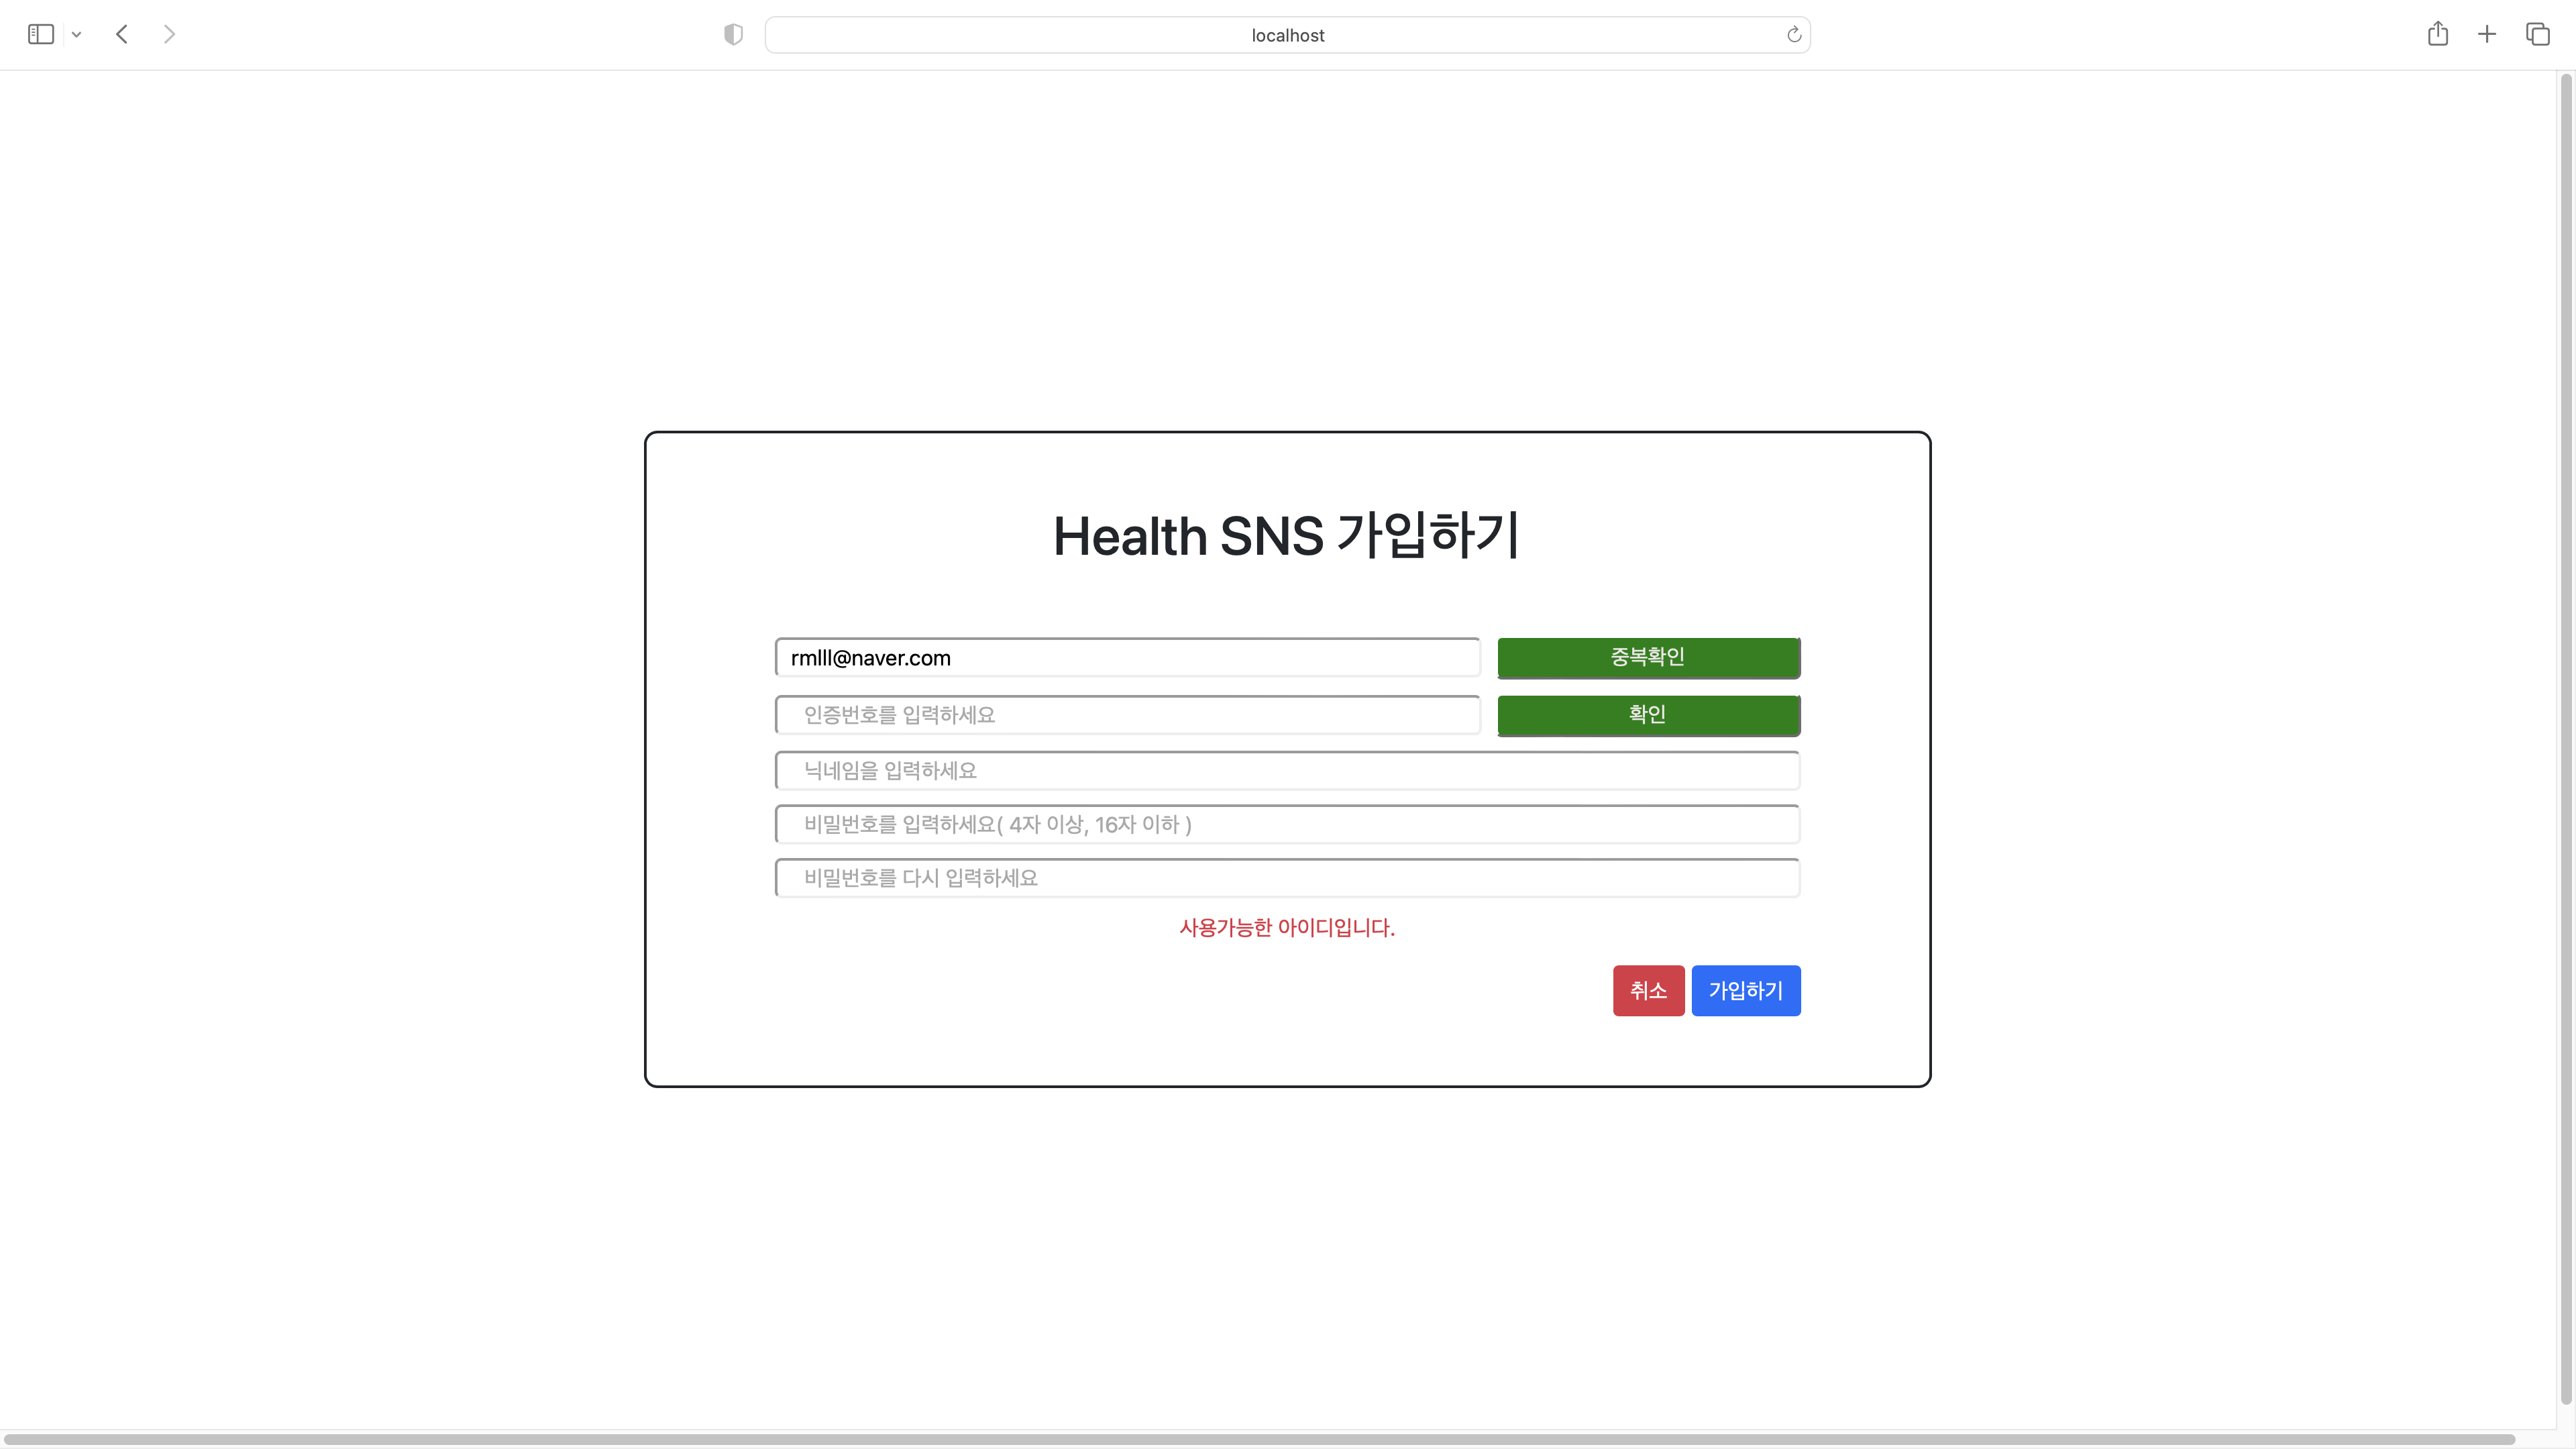 localhost
Health SNS 가입하기
rmlll@naver.com
중복확인
인증번호를 입력하세요
확인
닉네임을 입력하세요
비밀번호를 입력하세요( 4자 이상, 16자 이하 )
비밀번호를 다시 입력하세요
사용가능한 아이디입니다.
취소
가입하기